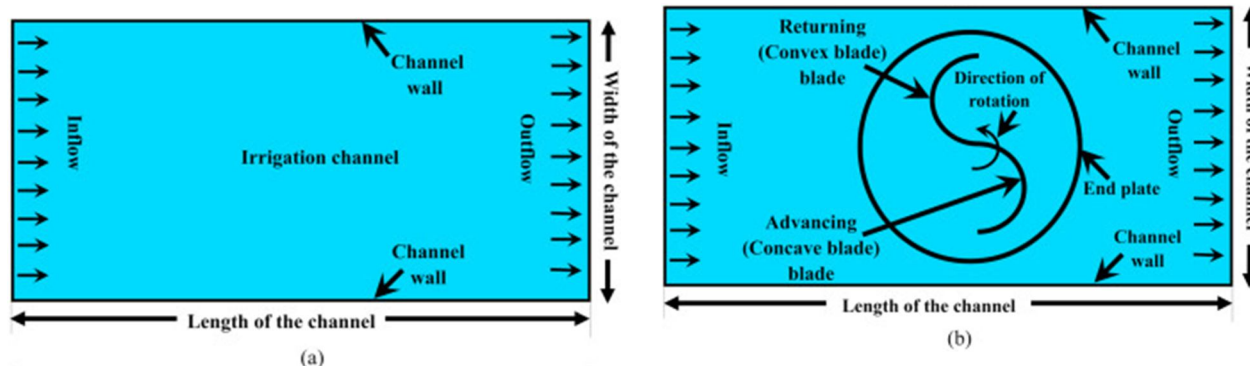 Channel
wall
Inflow
Irrigation channel
Outflow
Width of the channel
Channel
wall
Length of the channel
(a)
Returning
(Convex blade)
blade
Direction of
rotation
Channel
wall
Inflow
Outflow
End plate
Advancing
(Concave blade)
blade
Channel
wall
Length of the channel
(b)